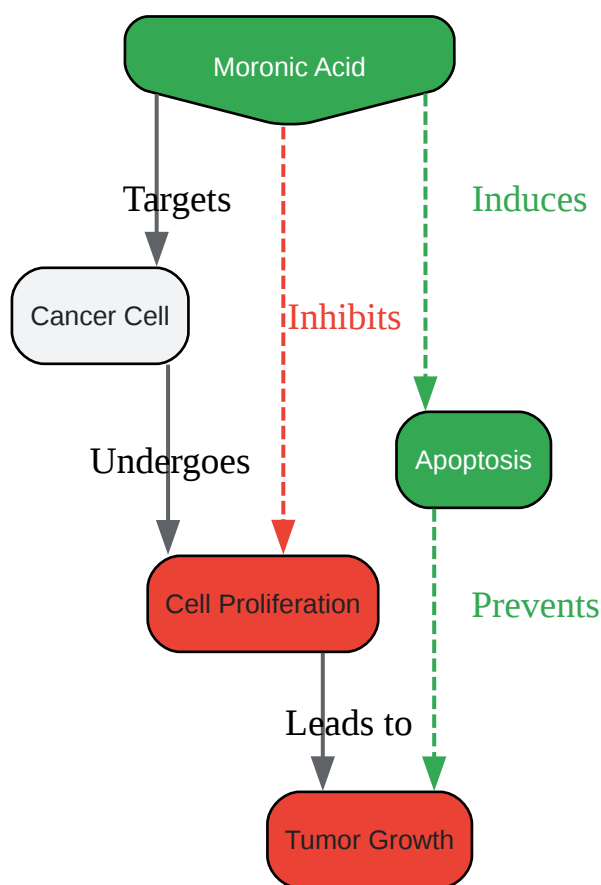 Moronic Acid
Targets
Induces
Cancer Cell
Inhibits
Undergoes
Apoptosis
Cell Proliferation
Prevents
Leads to
Tumor Growth